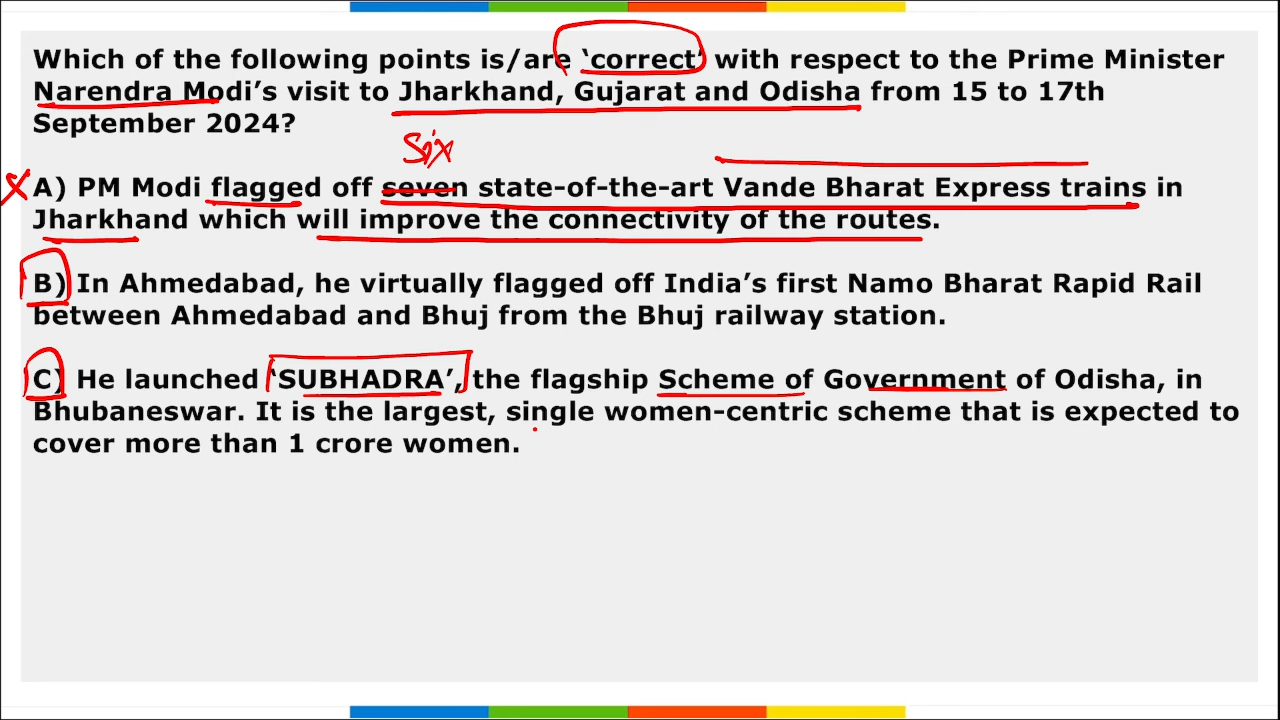 Which of the following points is/are ‘correct’ with respect to the Prime Minister
Narendra Modi’s visit to Jharkhand, Gujarat and Odisha from 15 to 17th
September 2024?
Six
A) PM Modi flagged off seven state-of-the-art Vande Bharat Express trains in
Jharkhand which will improve the connectivity of the routes.
B) In Ahmedabad, he virtually flagged off India’s first Namo Bharat Rapid Rail
between Ahmedabad and Bhuj from the Bhuj railway station.
C) He launched ‘SUBHADRA’, the flagship Scheme of Government of Odisha, in
Bhubaneswar. It is the largest, single women-centric scheme that is expected to
cover more than 1 crore women.